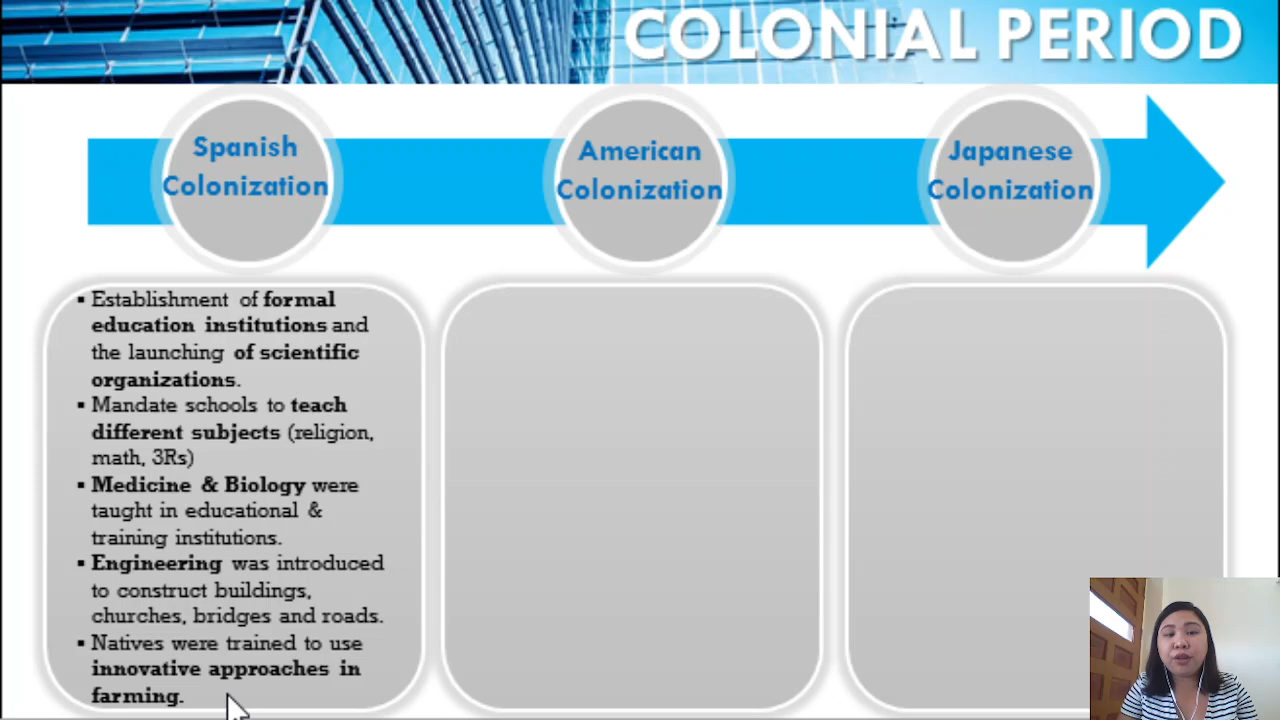 COLONIAL PERIOD
Spanish
Colonization
American
Colonization
Japanese
Colonization
▪ Establishment of formal
education institutions and
the launching of scientific
organizations.
▪ Mandate schools to teach
different subjects (religion,
math, 3Rs)
▪ Medicine & Biology were
taught in educational &
training institutions.
▪ Engineering was introduced
to construct buildings,
churches, bridges and roads.
▪ Natives were trained to use
innovative approaches in
farming.